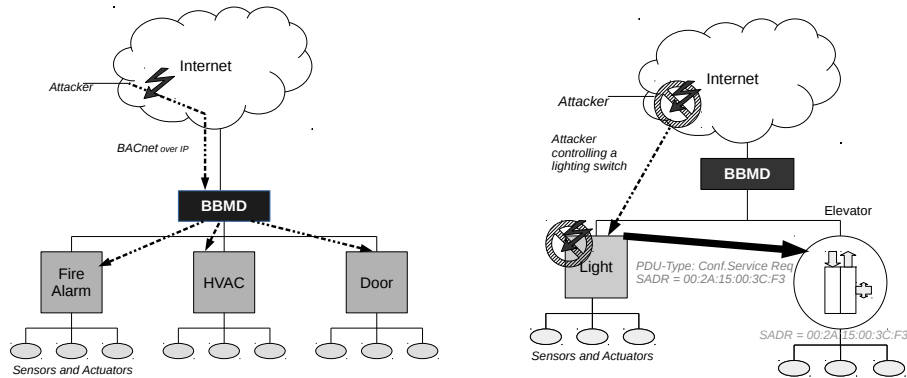 Internet
Attacker
BACnet over IP
BBMD
Fire
Alarm
HVAC
Door
Sensors and Actuators
Internet
Attacker
Attacker
controlling a
lighting switch
BBMD
Elevator
Light
PDU-Type: Conf.Service Req
SADR = 00:2A:15:00:3C:F3
SADR = 00:2A:15:00:3C:F3
Sensors and Actuators